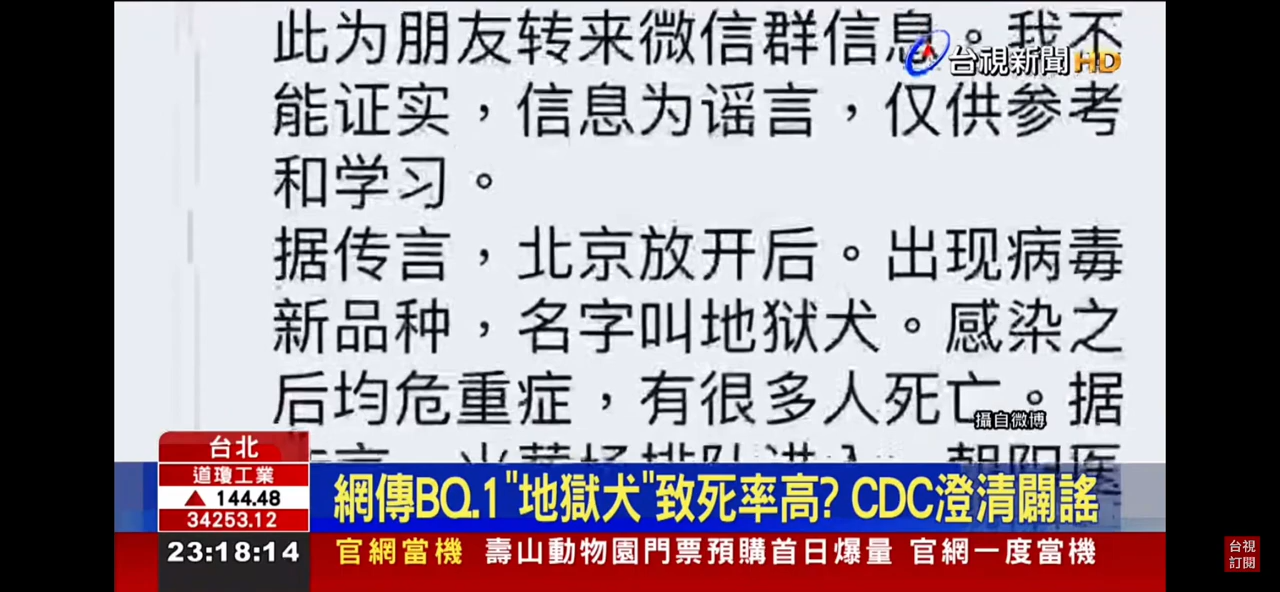 此为朋友转来微信群信息。我不
能证实，信息为谣言，仅供参考
和学习。
据传言，北京放开后。出现病毒
新品种，名字叫地狱犬。感染之
后均危重症，有很多人死亡。据
台視新聞HD
攝自微博
台北
道瓊工業
▲ 144.48
34253.12
23:18:14
網傳BQ.1"地獄犬"致死率高? CDC澄清闢謠
官網當機 壽山動物園門票預購首日爆量 官網一度當機
台視
訂閱